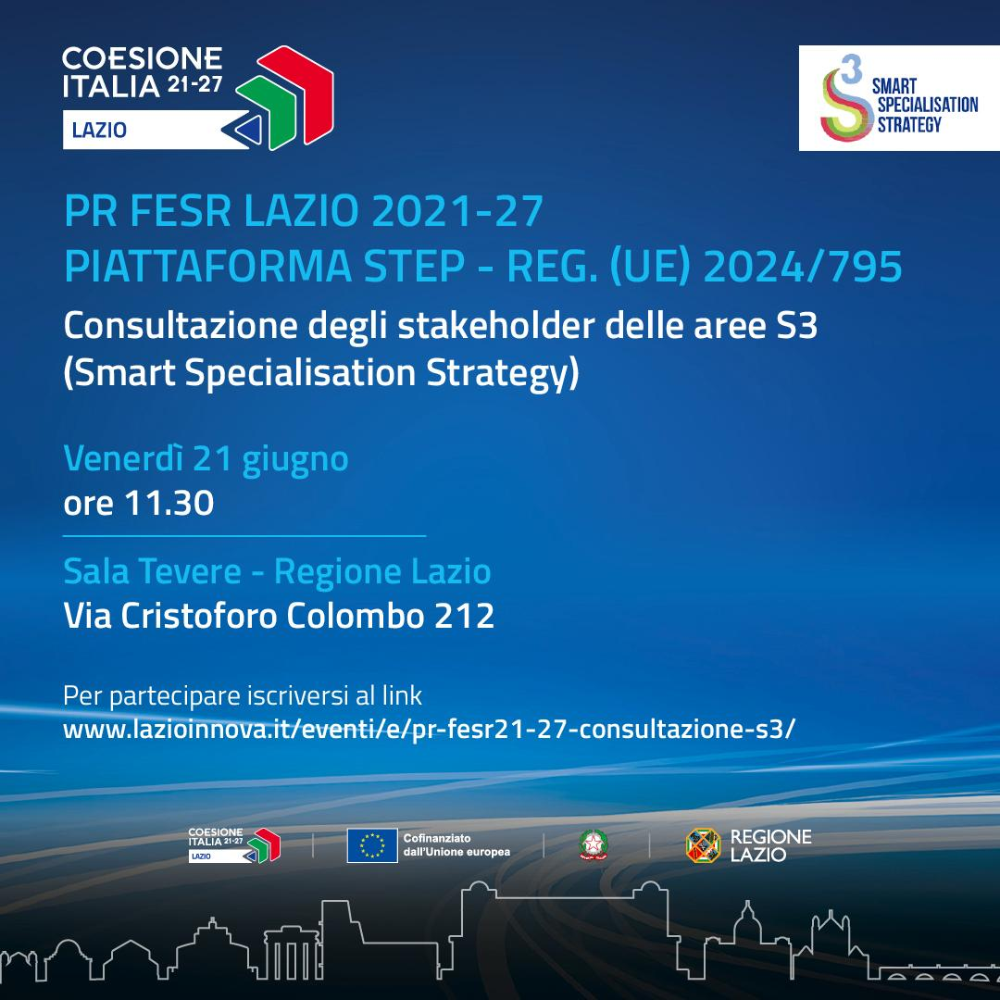 COESIONE
ITALIA 21-27
LAZIO
S3 SMART
SPECIALISATION
STRATEGY
PR FESR LAZIO 2021-27
PIATTAFORMA STEP - REG. (UE) 2024/795
Consultazione degli stakeholder delle aree S3
(Smart Specialisation Strategy)
Venerdì 21 giugno
ore 11.30
Sala Tevere - Regione Lazio
Via Cristoforo Colombo 212
Per partecipare iscriversi al link
www.lazioinnova.it/eventi/e/pr-fesr21-27-consultazione-s3/
COESIONE
ITALIA 21-27
LAZIO
Cofinanziato
dall'Unione europea
REGIONE
LAZIO